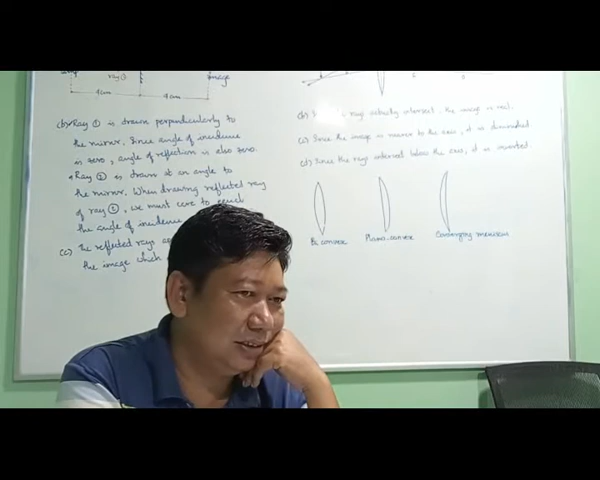 ray ①
image
4cm
4cm
(b) • Ray ① is drawn perpendicularly to
the mirror. Since angle of incidence
is zero, angle of reflection is also zero.
• Ray ② is drawn at an angle to
the mirror. When drawing reflected ray
of ray ②, we must care to
the angle of incidence
(c) The reflected rays
the image which
(b) rays intersect, the image is real.
(c) Since the image is nearer to the axis, it is diminished
(d) Since the rays intersect below the axis, it is inverted.
Bi convex
Plano-convex
Converging meniscus